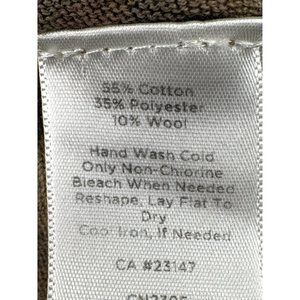 55% Cotton
35% Polyester
10% Wool
Hand Wash Cold
Only Non-Chlorine
Bleach When Needed
Reshape, Lay Flat To
Dry
Cool Iron, If Needed
CA #23147